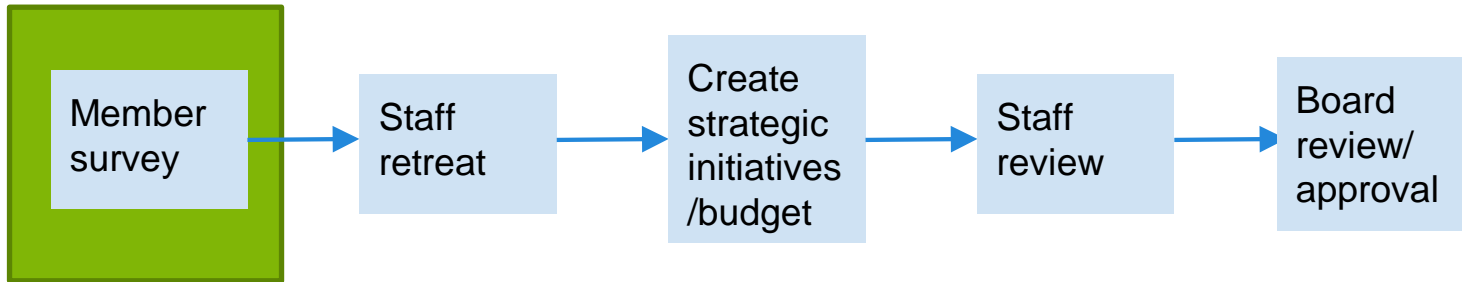 Member
survey
Staff
retreat
Create
strategic
initiatives
/budget
Staff
review
Board
review/
approval